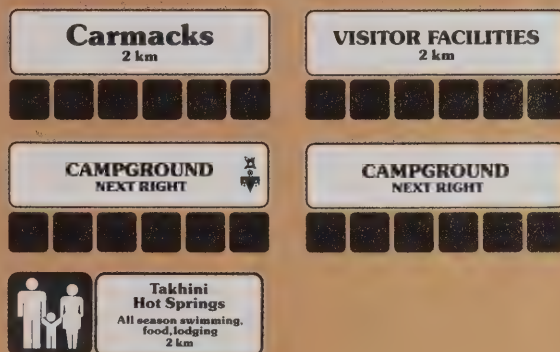 Carmacks
2 km
VISITOR FACILITIES
2 km
CAMPGROUND
NEXT RIGHT
CAMPGROUND
NEXT RIGHT
Takhini
Hot Springs
All season swimming,
food, lodging
2 km